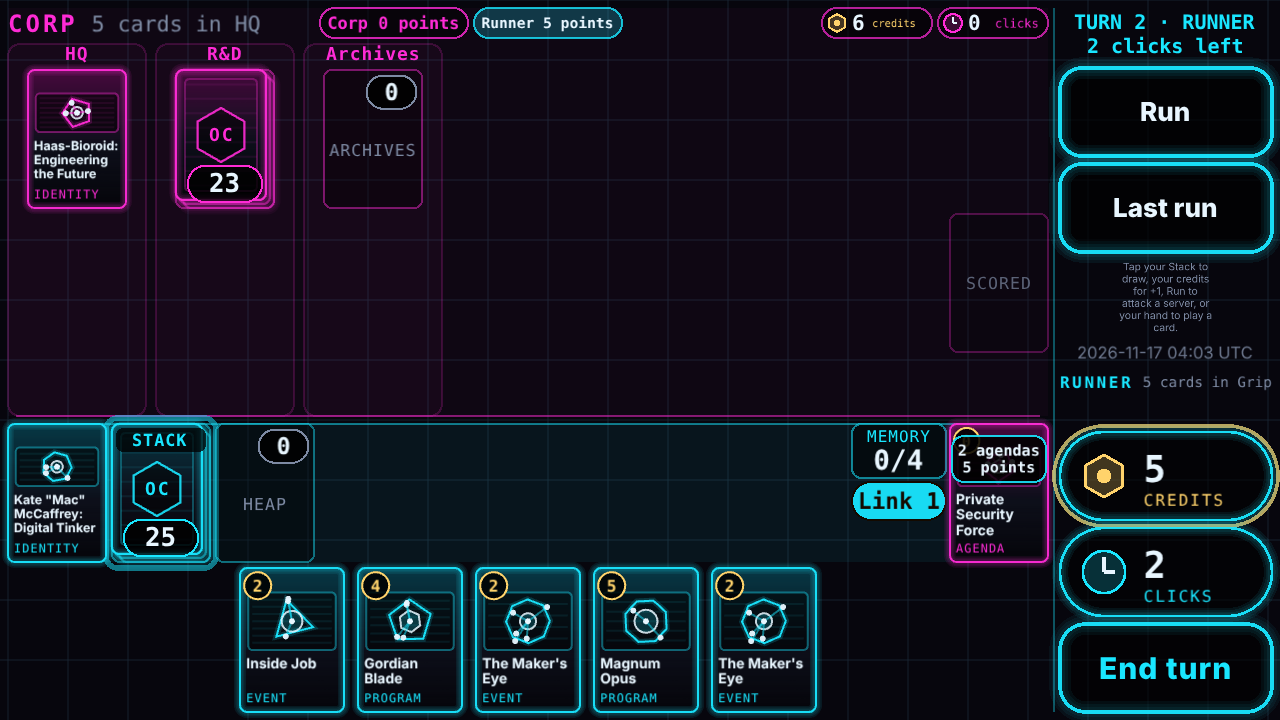 CORP 5 cards in HQ
Corp 0 points
Runner 5 points
6 credits
0 clicks
TURN 2 · RUNNER
2 clicks left
HQ
R&D
Archives
Haas-Bioroid:
Engineering
the Future
IDENTITY
OC
23
0
ARCHIVES
SCORED
Run
Last run
Tap your Stack to
draw, your credits
for +1, Run to
attack a server, or
your hand to play a
card.
2026-11-17 04:03 UTC
RUNNER 5 cards in Grip
Kate "Mac"
McCaffrey:
Digital Tinker
IDENTITY
STACK
OC
25
0
HEAP
MEMORY
0/4
Link 1
2 agendas
5 points
Private
Security
Force
AGENDA
5
CREDITS
2
CLICKS
End turn
2
Inside Job
EVENT
4
Gordian
Blade
PROGRAM
2
The Maker's
Eye
EVENT
5
Magnum
Opus
PROGRAM
2
The Maker's
Eye
EVENT